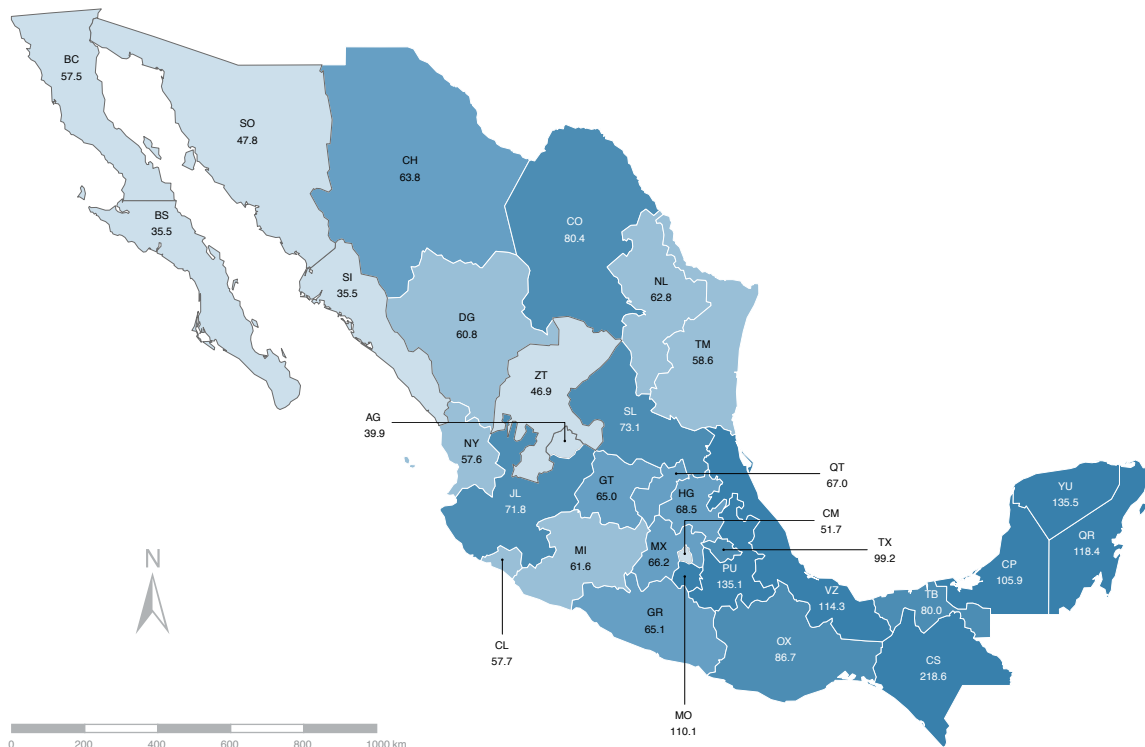 BC
57.5
SO
47.8
CH
63.8
BS
35.5
CO
80.4
SI
35.5
NL
62.8
DG
60.8
TM
58.6
ZT
46.9
AG
39.9
SL
73.1
NY
57.6
QT
67.0
GT
65.0
JL
71.8
HG
68.5
YU
135.5
CM
51.7
QR
118.4
MX
66.2
TX
99.2
MI
61.6
PU
135.1
CP
105.9
VZ
114.3
TB
80.0
GR
65.1
CL
57.7
OX
86.7
CS
218.6
MO
110.1
N
0 200 400 600 800 1000 km